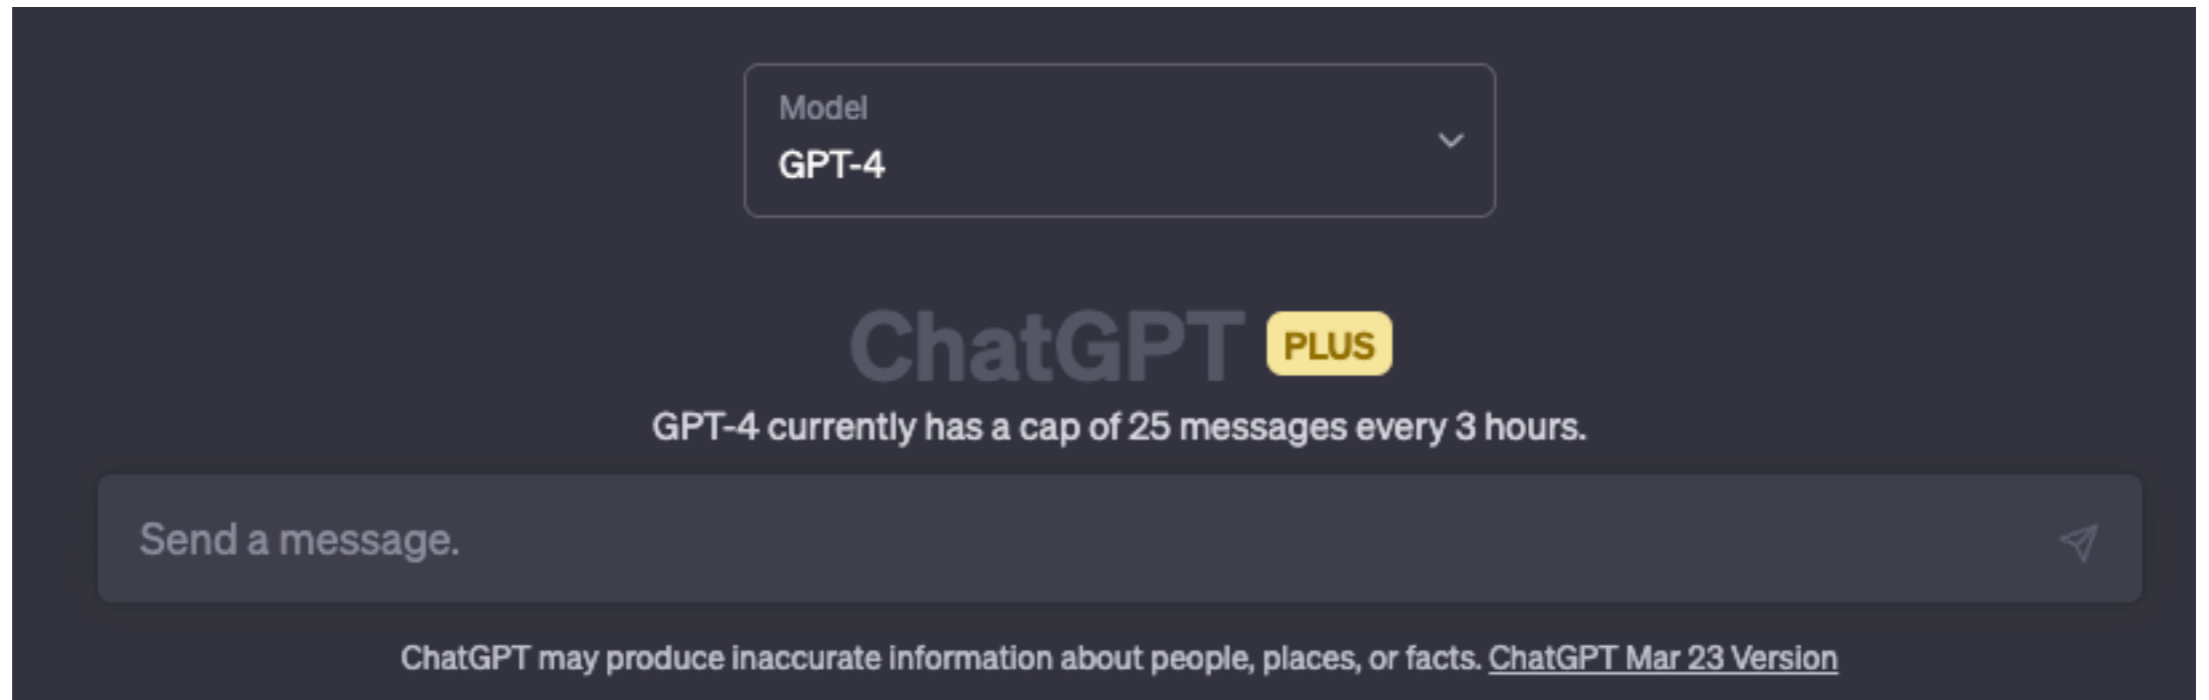 Model
GPT-4
ChatGPT PLUS
GPT-4 currently has a cap of 25 messages every 3 hours.
Send a message.
ChatGPT may produce inaccurate information about people, places, or facts. ChatGPT Mar 23 Version